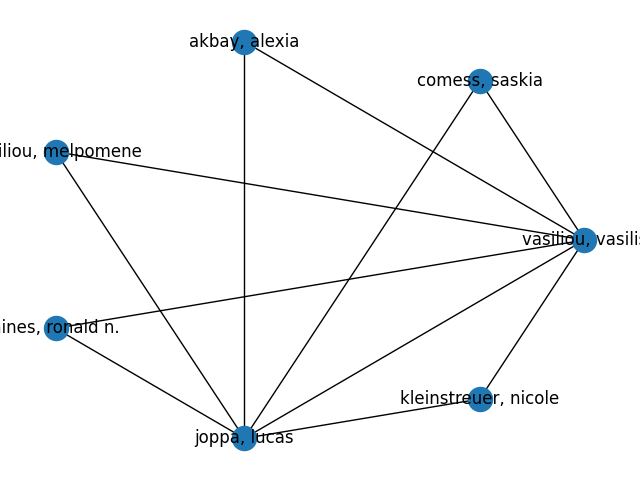 akbay, alexia
comess, saskia
iliou, melpomene
vasiliou, vasilis
ines, ronald n.
kleinstreuer, nicole
joppa, lucas